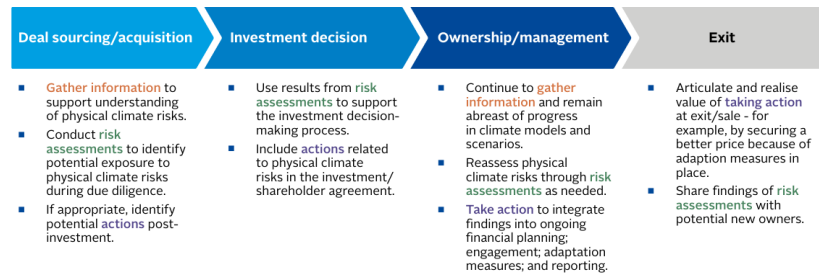 Deal sourcing/acquisition
Investment decision
Ownership/management
Exit
Gather information to
support understanding
of physical climate risks.
Conduct risk
assessments to identify
potential exposure to
physical climate risks
during due diligence.
If appropriate, identify
potential actions post-
investment.
Use results from risk
assessments to support
the investment decision-
making process.
Include actions related
to physical climate
risks in the investment/
shareholder agreement.
Continue to gather
information and remain
abreast of progress
in climate models and
scenarios.
Reassess physical
climate risks through risk
assessments as needed.
Take action to integrate
findings into ongoing
financial planning;
engagement; adaptation
measures; and reporting.
Articulate and realise
value of taking action
at exit/sale - for
example, by securing a
better price because of
adaption measures in
place.
Share findings of risk
assessments with
potential new owners.